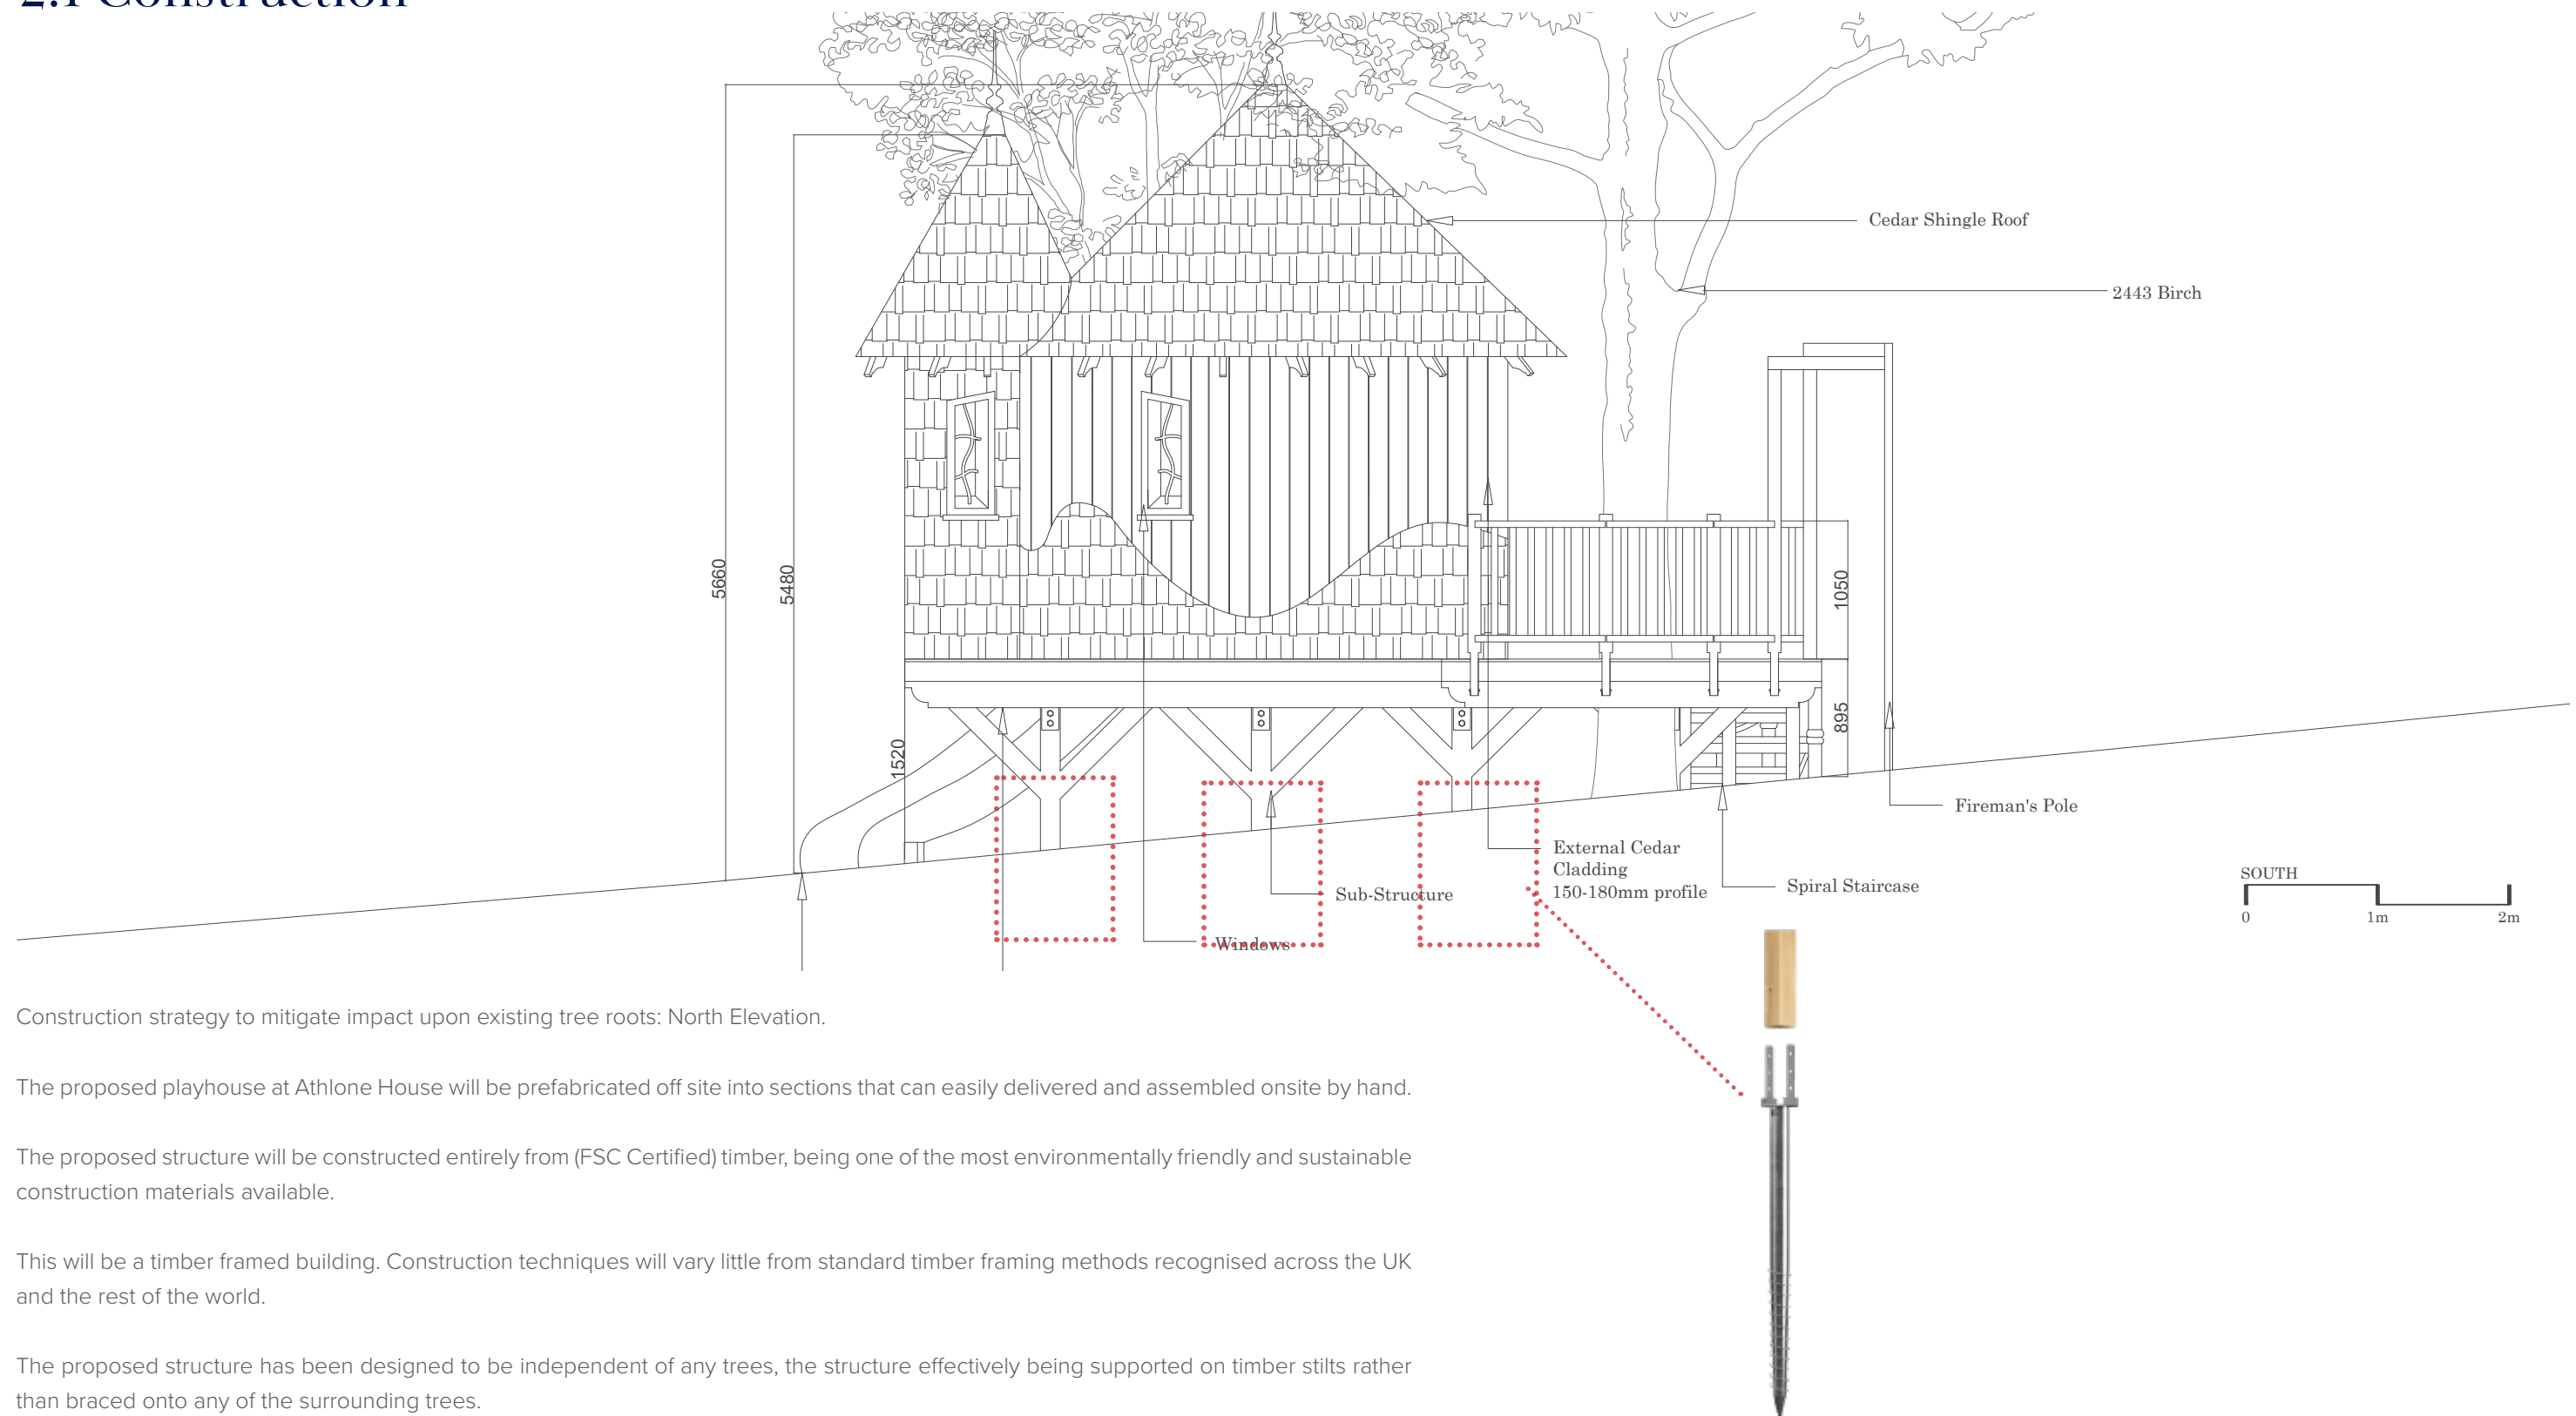 2.1 Construction
Cedar Shingle Roof
2443 Birch
5660
5480
1050
895
1520
Fireman's Pole
External Cedar
Cladding
150-180mm profile
Spiral Staircase
Sub-Structure
Windows
SOUTH
0 1m 2m
Construction strategy to mitigate impact upon existing tree roots: North Elevation.
The proposed playhouse at Athlone House will be prefabricated off site into sections that can easily delivered and assembled onsite by hand.
The proposed structure will be constructed entirely from (FSC Certified) timber, being one of the most environmentally friendly and sustainable
construction materials available.
This will be a timber framed building. Construction techniques will vary little from standard timber framing methods recognised across the UK
and the rest of the world.
The proposed structure has been designed to be independent of any trees, the structure effectively being supported on timber stilts rather
than braced onto any of the surrounding trees.